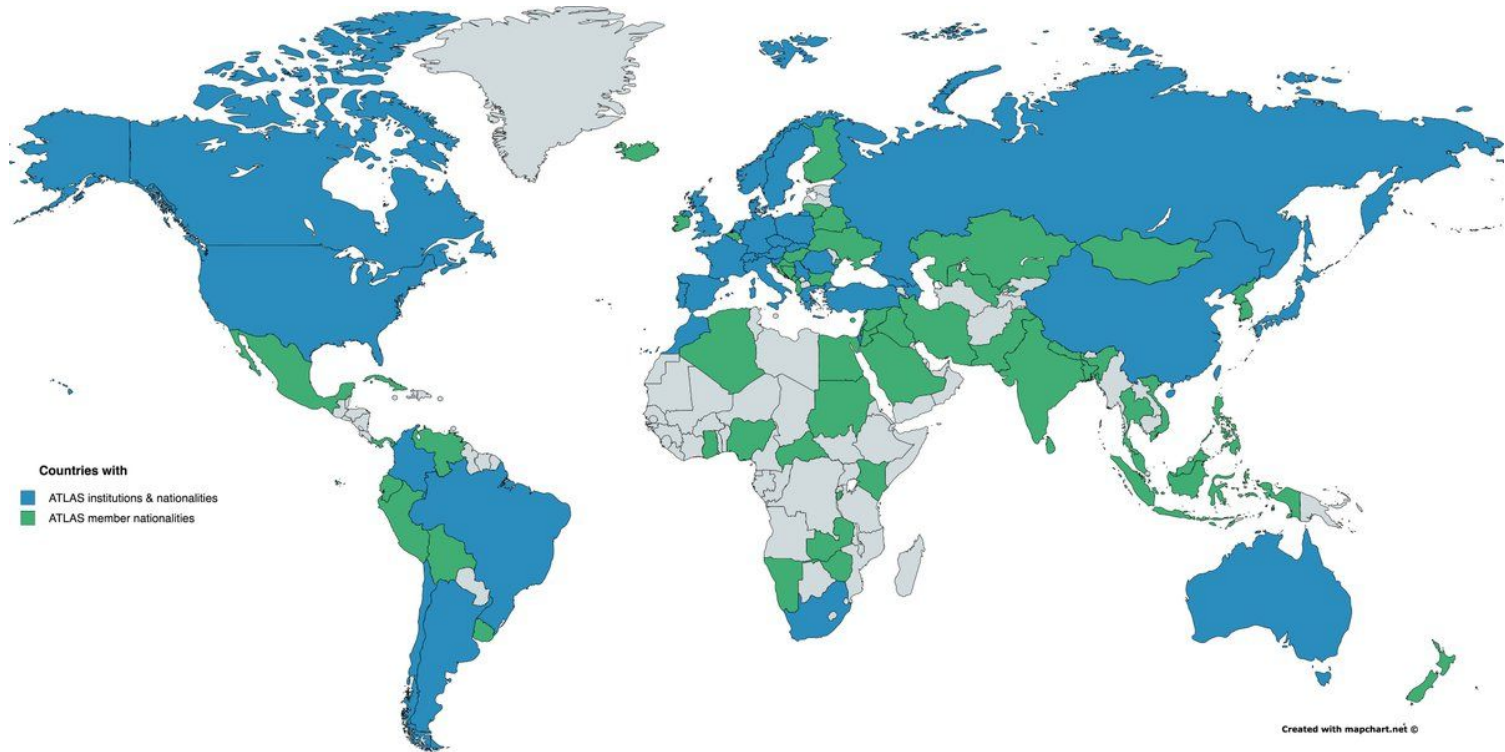 Countries with
ATLAS institutions & nationalities
ATLAS member nationalities
Created with mapchart.net ©